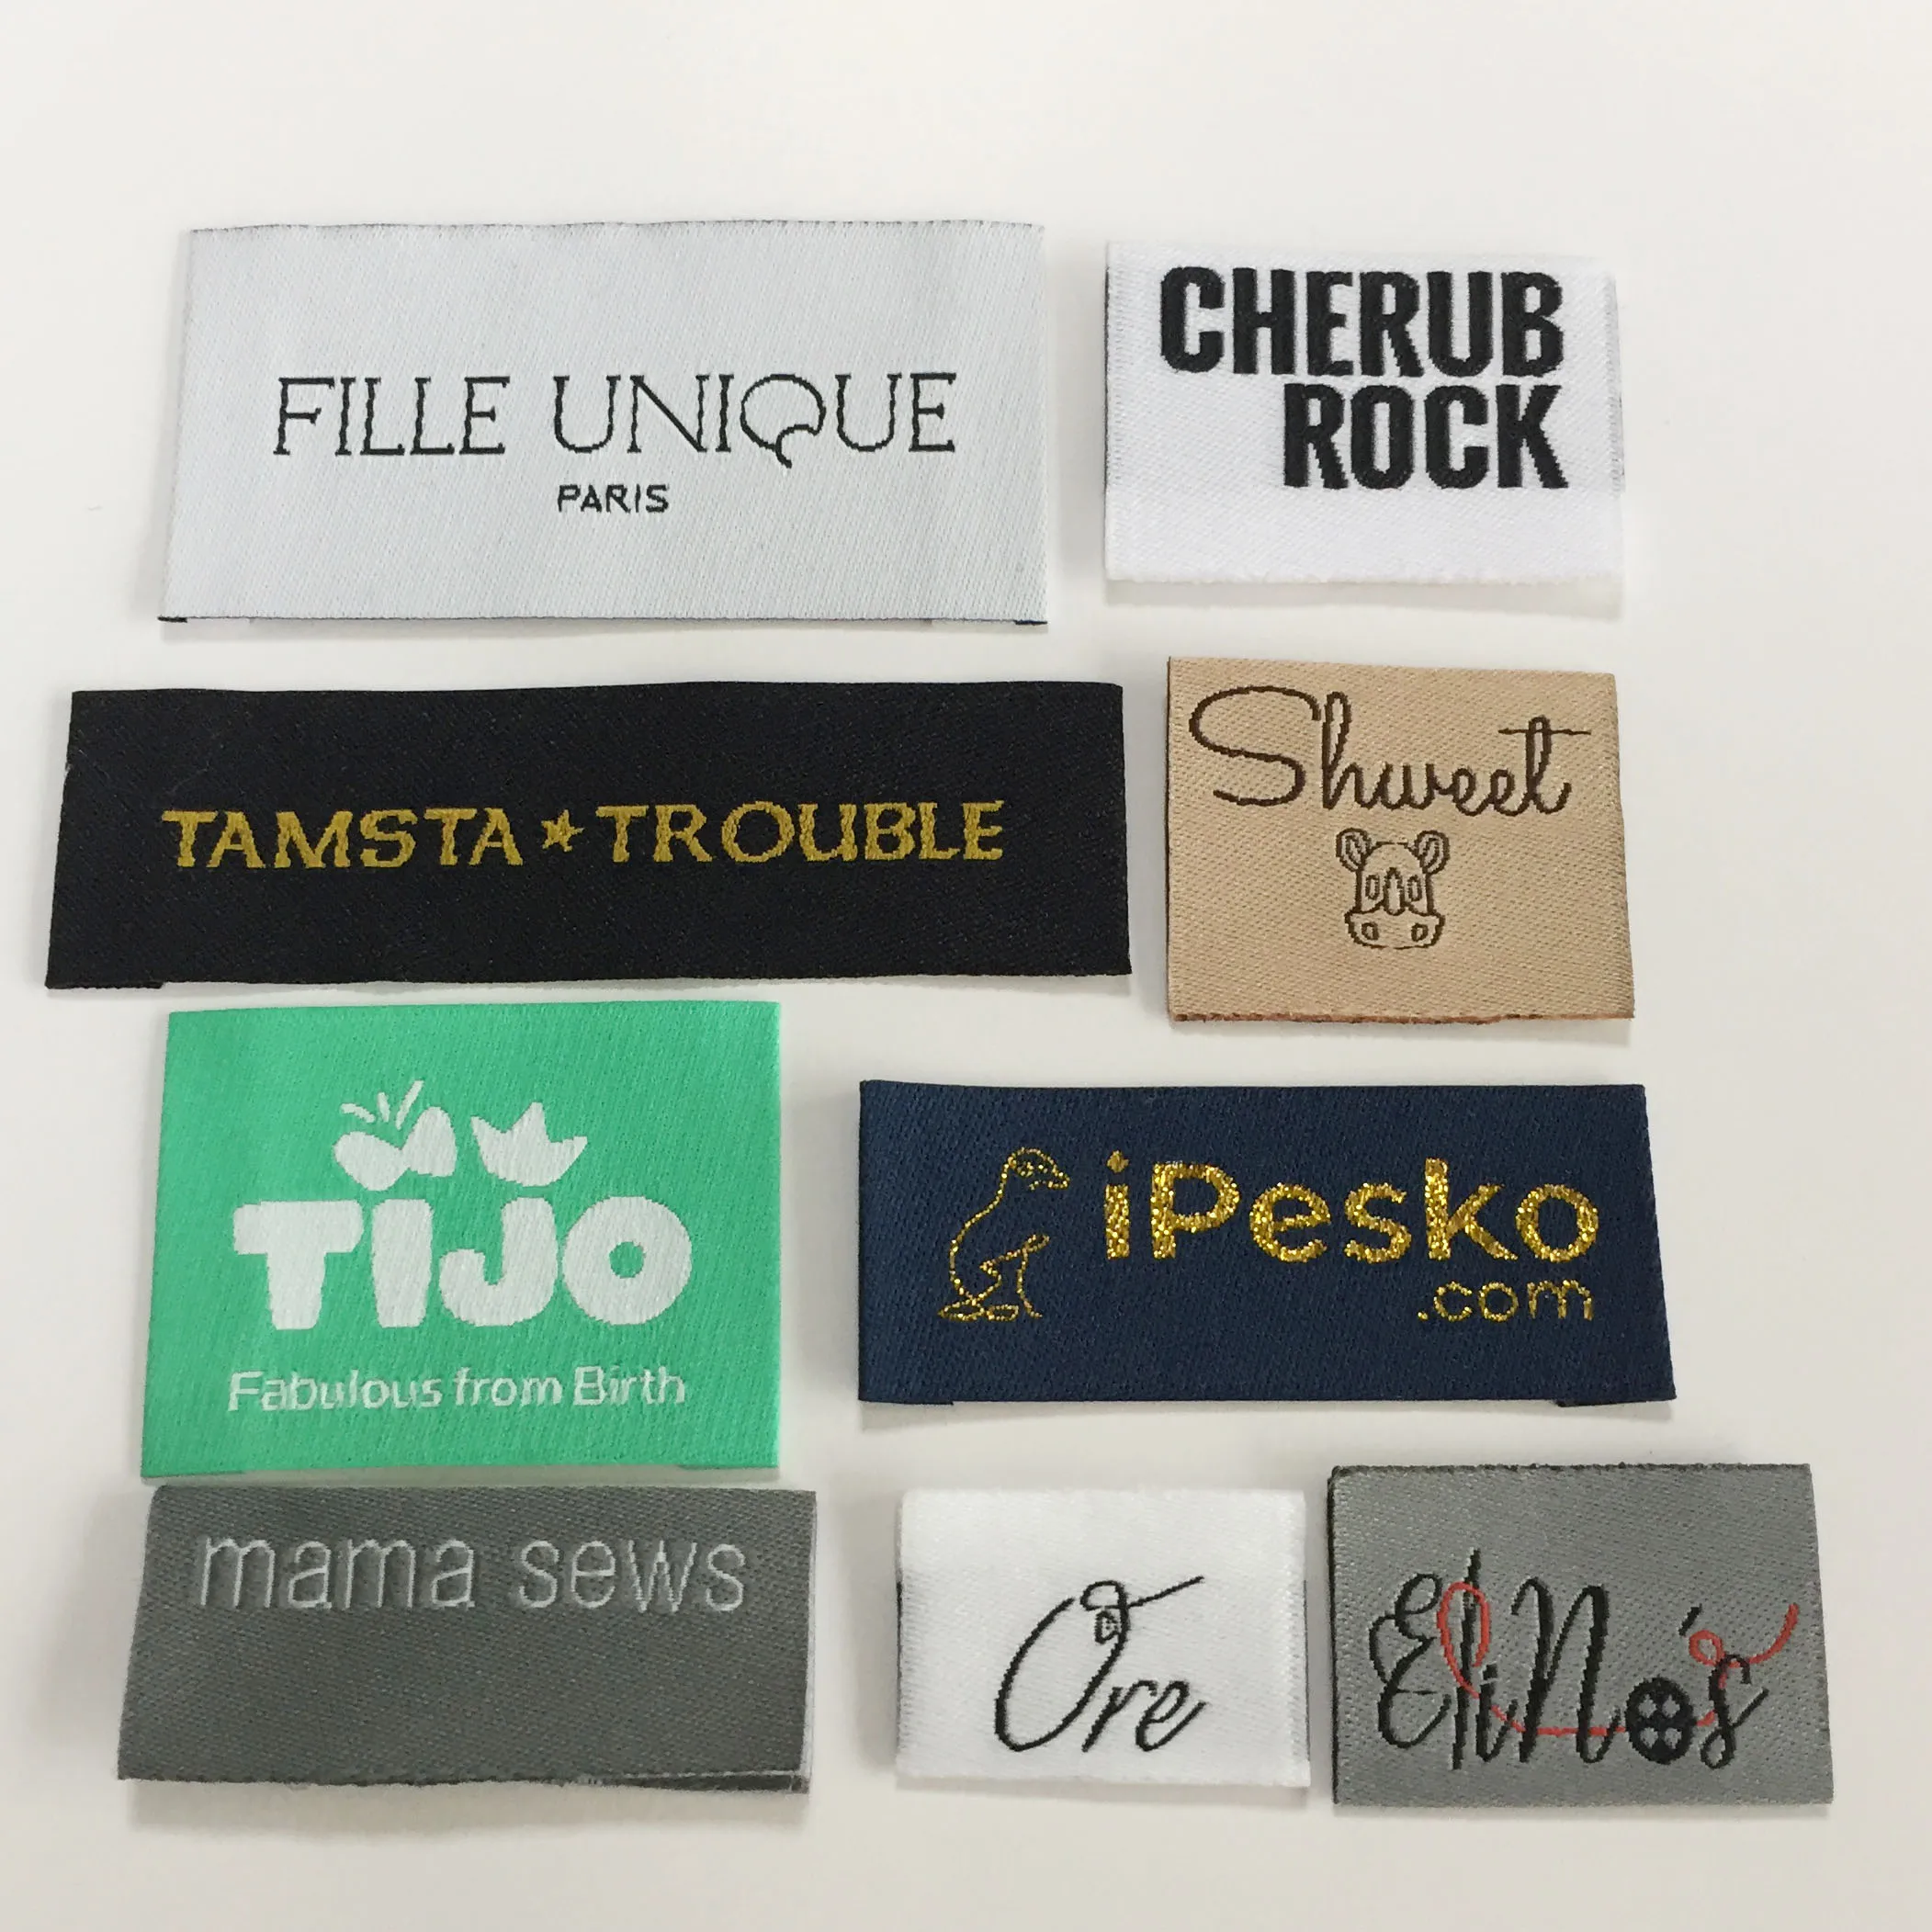 FILLE UNIQUE
PARIS
CHERUB
ROCK
TAMSTA★TROUBLE
Shweet
TIJO
Fabulous from Birth
iPesko
.com
mama sews
Ore
EliNo's